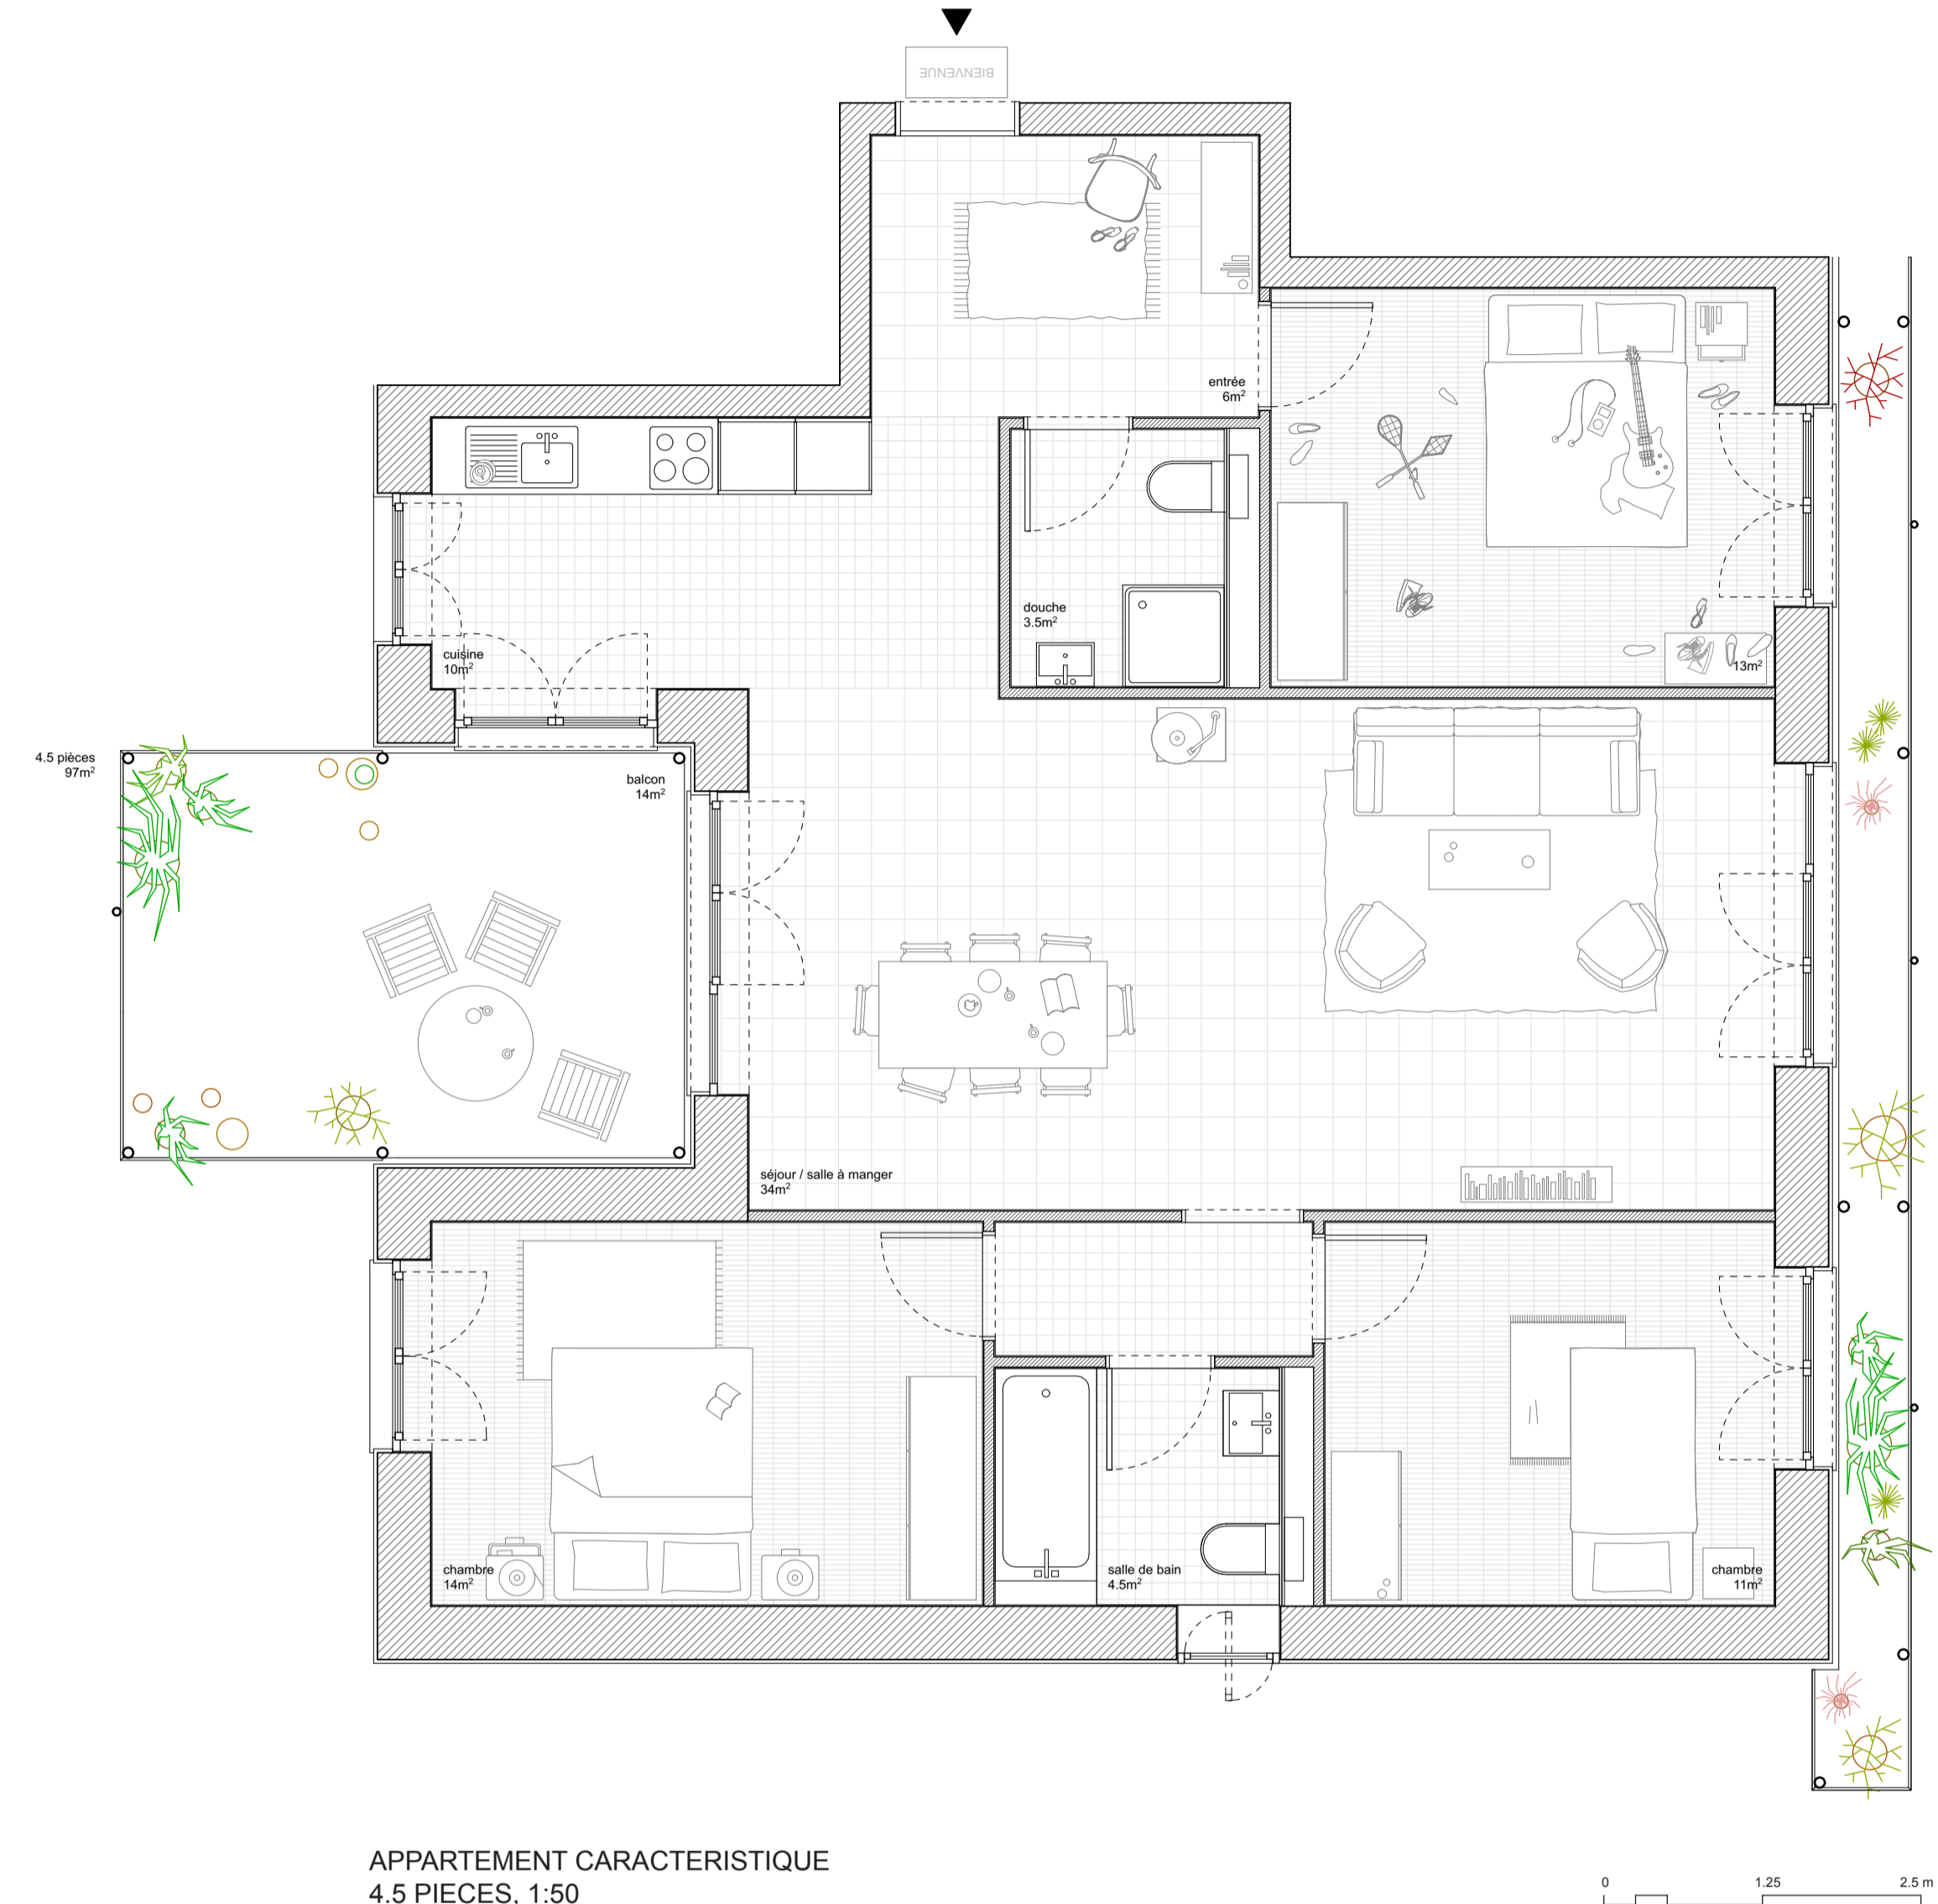 BIENVENUE
entrée
6m²
douche
3.5m²
13m²
cuisine
10m²
4.5 pièces
97m²
balcon
14m²
séjour / salle à manger
34m²
chambre
14m²
salle de bain
4.5m²
chambre
11m²
APPARTEMENT CARACTERISTIQUE
4.5 PIECES, 1:50
0 1.25 2.5 m